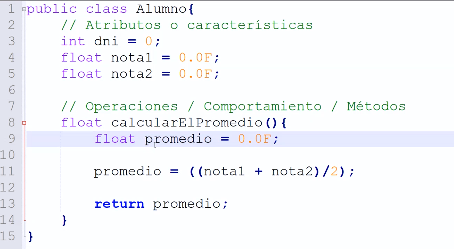 1 public class Alumno{
2 // Atributos o características
3 int dni = 0;
4 float nota1 = 0.0F;
5 float nota2 = 0.0F;
6
7 // Operaciones / Comportamiento / Métodos
8 float calcularElPromedio(){
9 float promedio = 0.0F;
10
11 promedio = ((nota1 + nota2)/2);
12
13 return promedio;
14 }
15 }